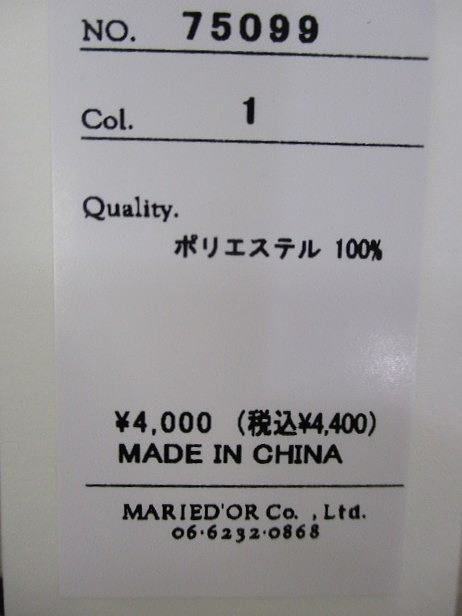 NO. 75099
Col. 1
Quality.
ポリエステル 100%
¥4,000 (税込¥4,400)
MADE IN CHINA
MARIED'OR Co. ,Ltd.
06·6232·0868